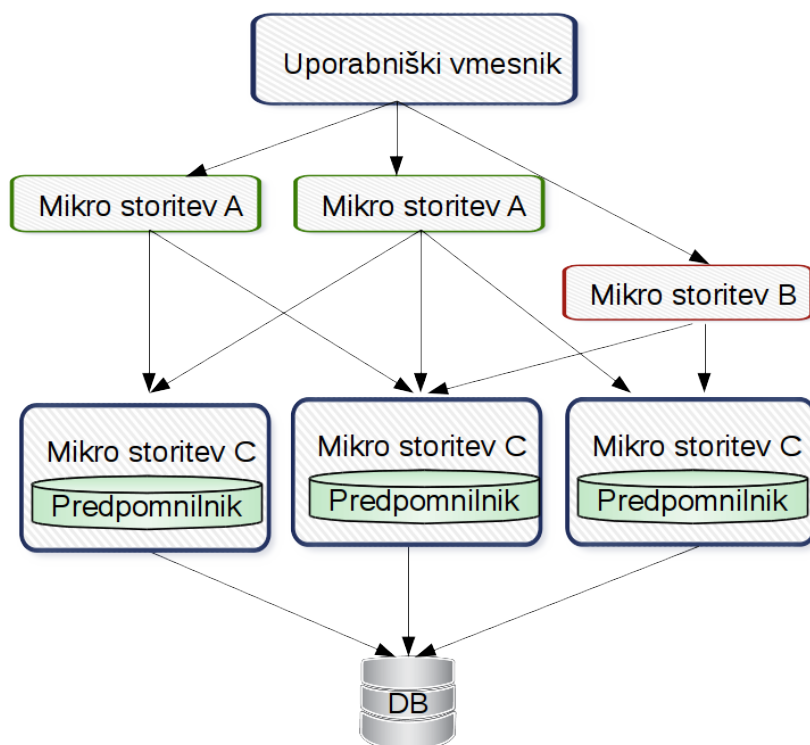 Uporabniški vmesnik
Mikro storitev A
Mikro storitev A
Mikro storitev B
Mikro storitev C
Predpomnilnik
Mikro storitev C
Predpomnilnik
Mikro storitev C
Predpomnilnik
DB